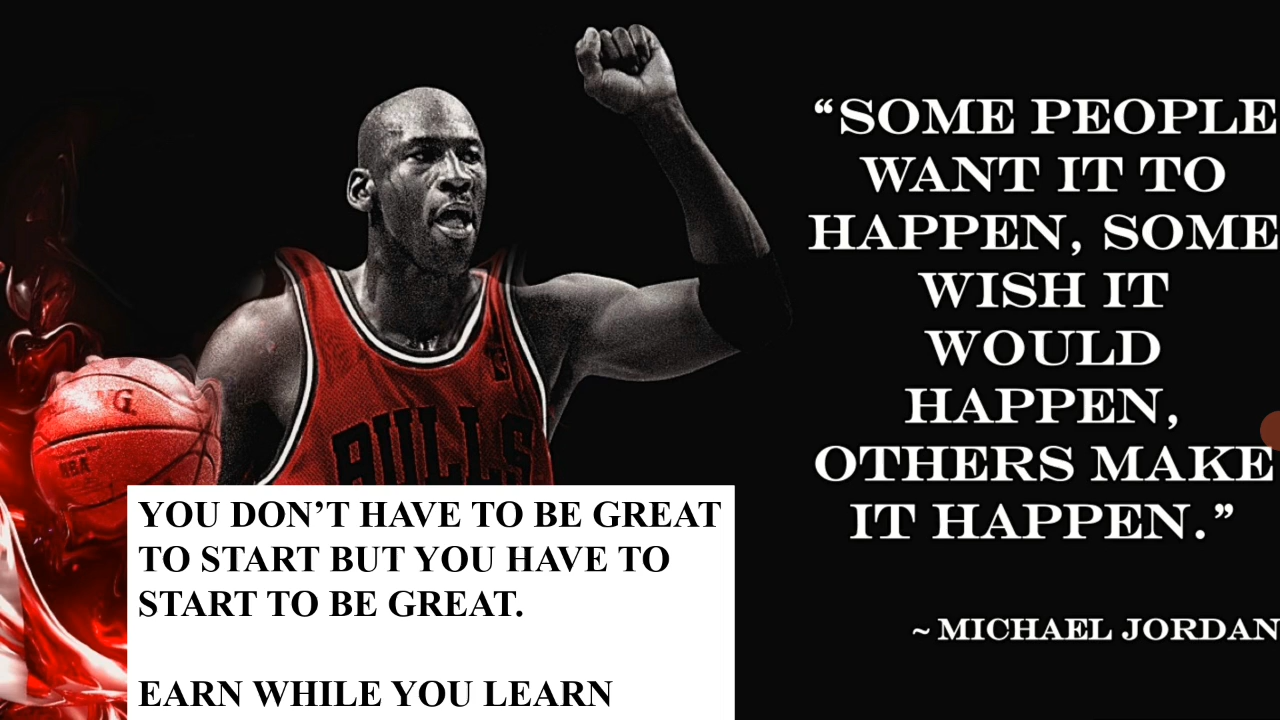 “SOME PEOPLE
WANT IT TO
HAPPEN, SOME
WISH IT
WOULD
HAPPEN,
OTHERS MAKE
IT HAPPEN.”
~ MICHAEL JORDAN
BULLS
NBA
YOU DON’T HAVE TO BE GREAT
TO START BUT YOU HAVE TO
START TO BE GREAT.
EARN WHILE YOU LEARN